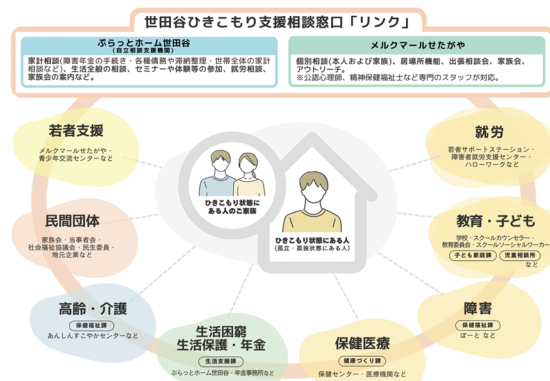 世田谷ひきこもり支援相談窓口「リンク」
ぷらっとホーム世田谷
(自立相談支援機関)
家計相談(障害年金の手続き・各種債務や滞納整理・世帯全体の家計
相談など)、生活全般の相談、セミナーや体験等の参加、就労相談、
家族会の案内など。
メルクマールせたがや
個別相談(本人および家族)、居場所機能、出張相談会、家族会、
アウトリーチ。
※公認心理師、精神保健福祉士など専門のスタッフが対応。
若者支援
メルクマールせたがや・
青少年交流センターなど
就労
若者サポートステーション・
障害者就労支援センター・
ハローワークなど
ひきこもり状態に
ある人のご家族
ひきこもり状態にある人
(孤立・孤独状態にある人)
民間団体
家族会・当事者会・
社会福祉協議会・民生委員・
地元企業など
教育・子ども
学校・スクールカウンセラー・
教育委員会・スクールソーシャルワーカー
子ども家庭課 児童相談所
など
高齢・介護
保健福祉課
あんしんすこやかセンターなど
障害
保健福祉課
ぽーと など
生活困窮
生活保護・年金
生活支援課
ぷらっとホーム世田谷・年金事務所など
保健医療
健康づくり課
保健センター・医療機関など